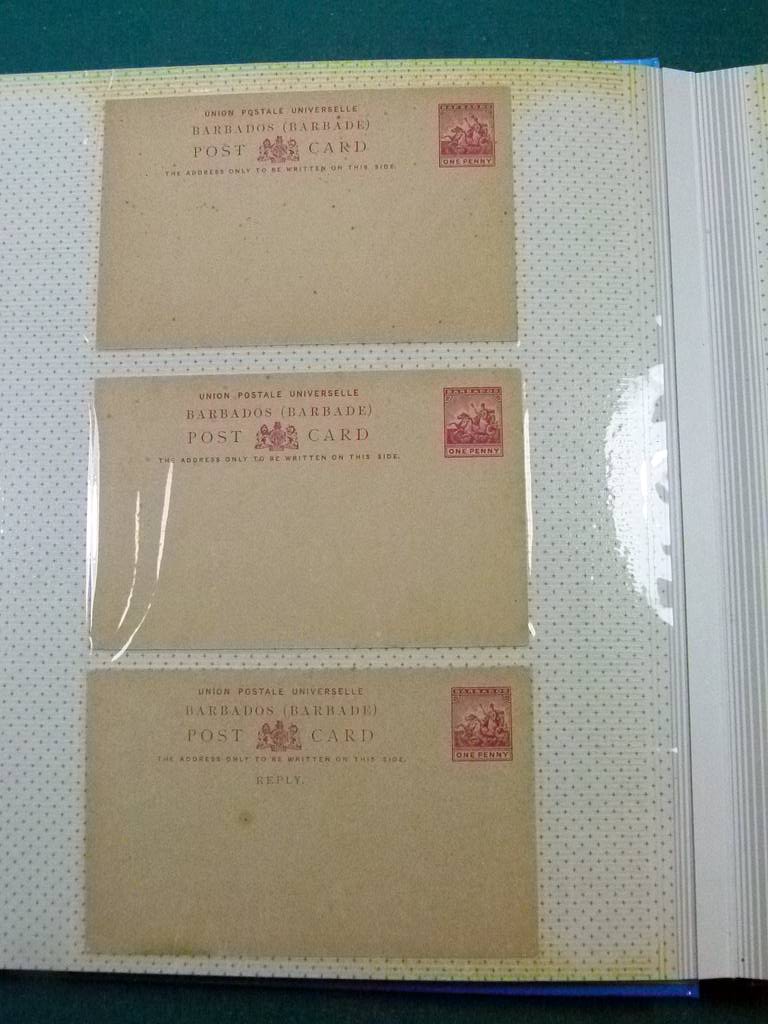 UNION POSTALE UNIVERSELLE
BARBADOS (BARBADE)
POST CARD
THE ADDRESS ONLY TO BE WRITTEN ON THIS SIDE.
BARBADOS
ONE PENNY
UNION POSTALE UNIVERSELLE
BARBADOS (BARBADE)
POST CARD
THE ADDRESS ONLY TO BE WRITTEN ON THIS SIDE.
BARBADOS
ONE PENNY
UNION POSTALE UNIVERSELLE
BARBADOS (BARBADE)
POST CARD
THE ADDRESS ONLY TO BE WRITTEN ON THIS SIDE.
REPLY.
BARBADOS
ONE PENNY